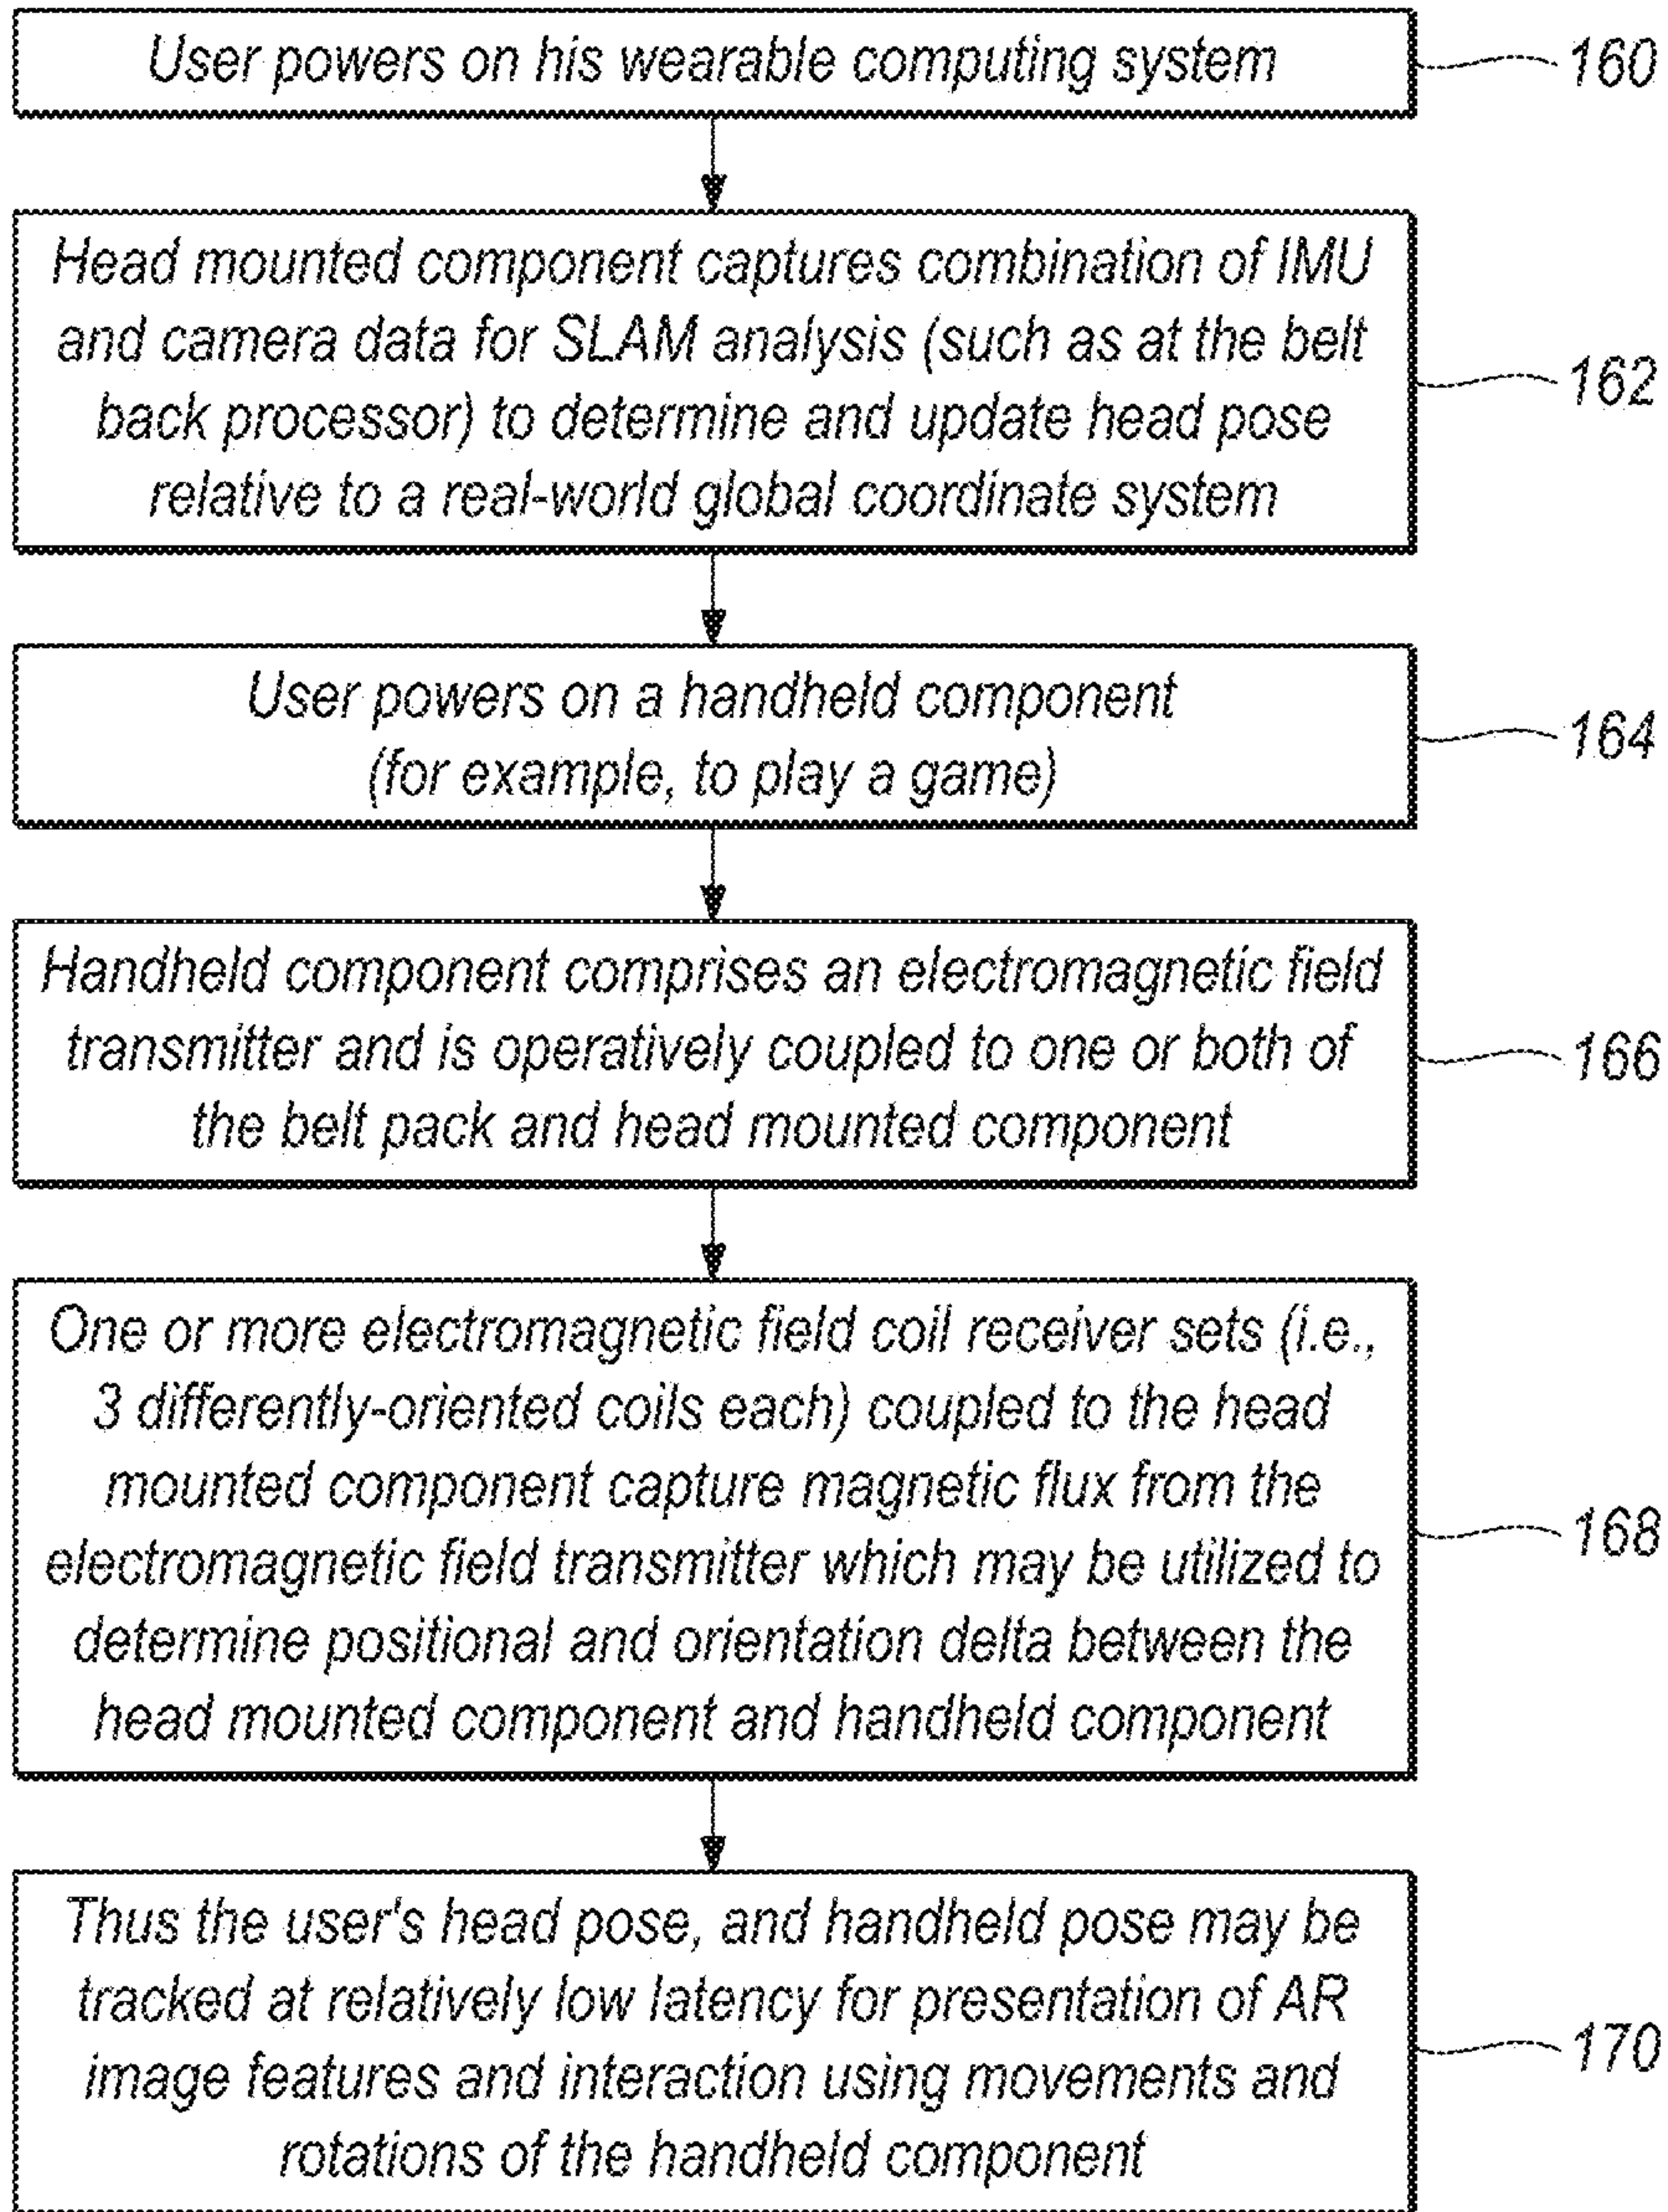 User powers on his wearable computing system
160
Head mounted component captures combination of IMU
and camera data for SLAM analysis (such as at the belt
back processor) to determine and update head pose
relative to a real-world global coordinate system
162
User powers on a handheld component
(for example, to play a game)
164
Handheld component comprises an electromagnetic field
transmitter and is operatively coupled to one or both of
the belt pack and head mounted component
166
One or more electromagnetic field coil receiver sets (i.e.,
3 differently-oriented coils each) coupled to the head
mounted component capture magnetic flux from the
electromagnetic field transmitter which may be utilized to
determine positional and orientation delta between the
head mounted component and handheld component
168
Thus the user's head pose, and handheld pose may be
tracked at relatively low latency for presentation of AR
image features and interaction using movements and
rotations of the handheld component
170